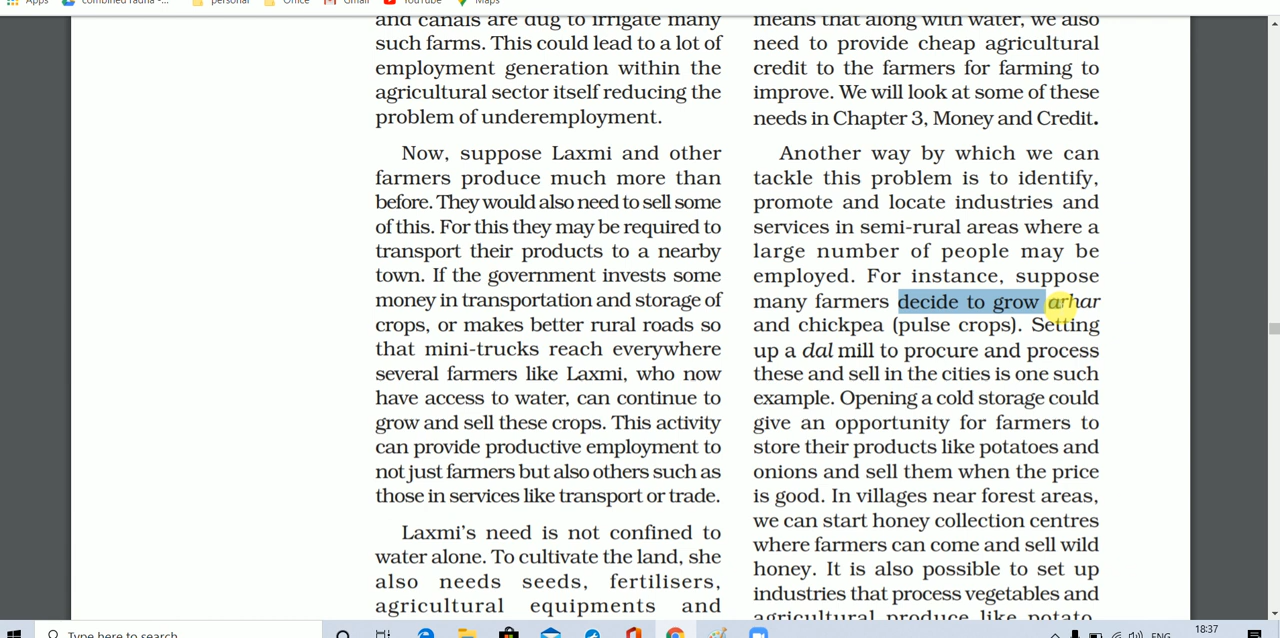 Apps
combined radha -...
personal
Office
Gmail
YouTube
Maps
and canals are dug to irrigate many
such farms. This could lead to a lot of
employment generation within the
agricultural sector itself reducing the
problem of underemployment.
Now, suppose Laxmi and other
farmers produce much more than
before. They would also need to sell some
of this. For this they may be required to
transport their products to a nearby
town. If the government invests some
money in transportation and storage of
crops, or makes better rural roads so
that mini-trucks reach everywhere
several farmers like Laxmi, who now
have access to water, can continue to
grow and sell these crops. This activity
can provide productive employment to
not just farmers but also others such as
those in services like transport or trade.
Laxmi's need is not confined to
water alone. To cultivate the land, she
also needs seeds, fertilisers,
agricultural equipments and
means that along with water, we also
need to provide cheap agricultural
credit to the farmers for farming to
improve. We will look at some of these
needs in Chapter 3, Money and Credit.
Another way by which we can
tackle this problem is to identify,
promote and locate industries and
services in semi-rural areas where a
large number of people may be
employed. For instance, suppose
many farmers decide to grow arhar
and chickpea (pulse crops). Setting
up a dal mill to procure and process
these and sell in the cities is one such
example. Opening a cold storage could
give an opportunity for farmers to
store their products like potatoes and
onions and sell them when the price
is good. In villages near forest areas,
we can start honey collection centres
where farmers can come and sell wild
honey. It is also possible to set up
industries that process vegetables and
agricultural produce like potato,
Type here to search
ENG
18:37